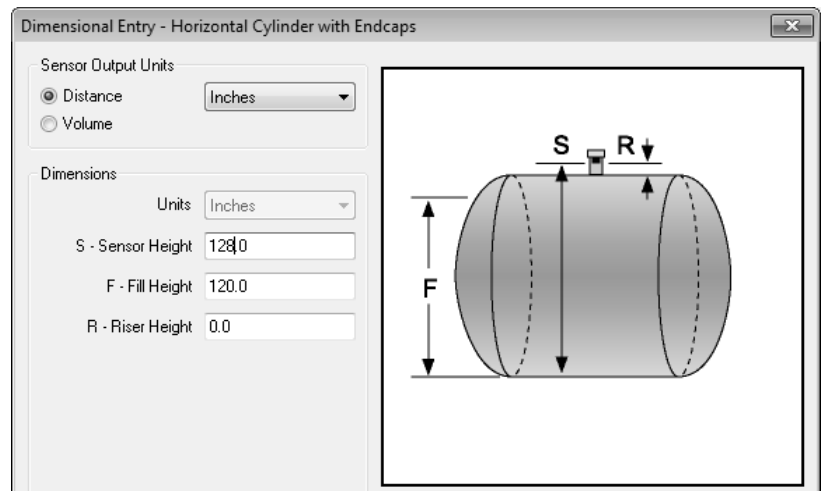 Dimensional Entry - Horizontal Cylinder with Endcaps
Sensor Output Units
Distance
Inches
Volume
Dimensions
Units
Inches
S - Sensor Height
128.0
F - Fill Height
120.0
R - Riser Height
0.0
S
R
F